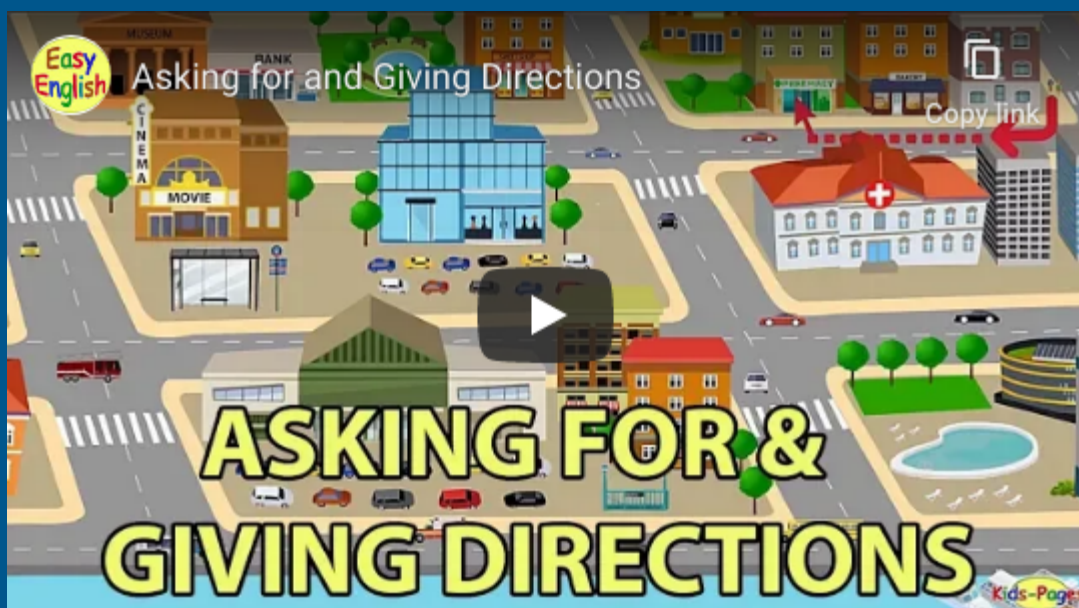 Easy
English
Asking for and Giving Directions
Copy link
MUSEUM
BANK
PHARMACY
BAKERY
CINEMA
MOVIE
ASKING FOR &
GIVING DIRECTIONS
Kids-Page